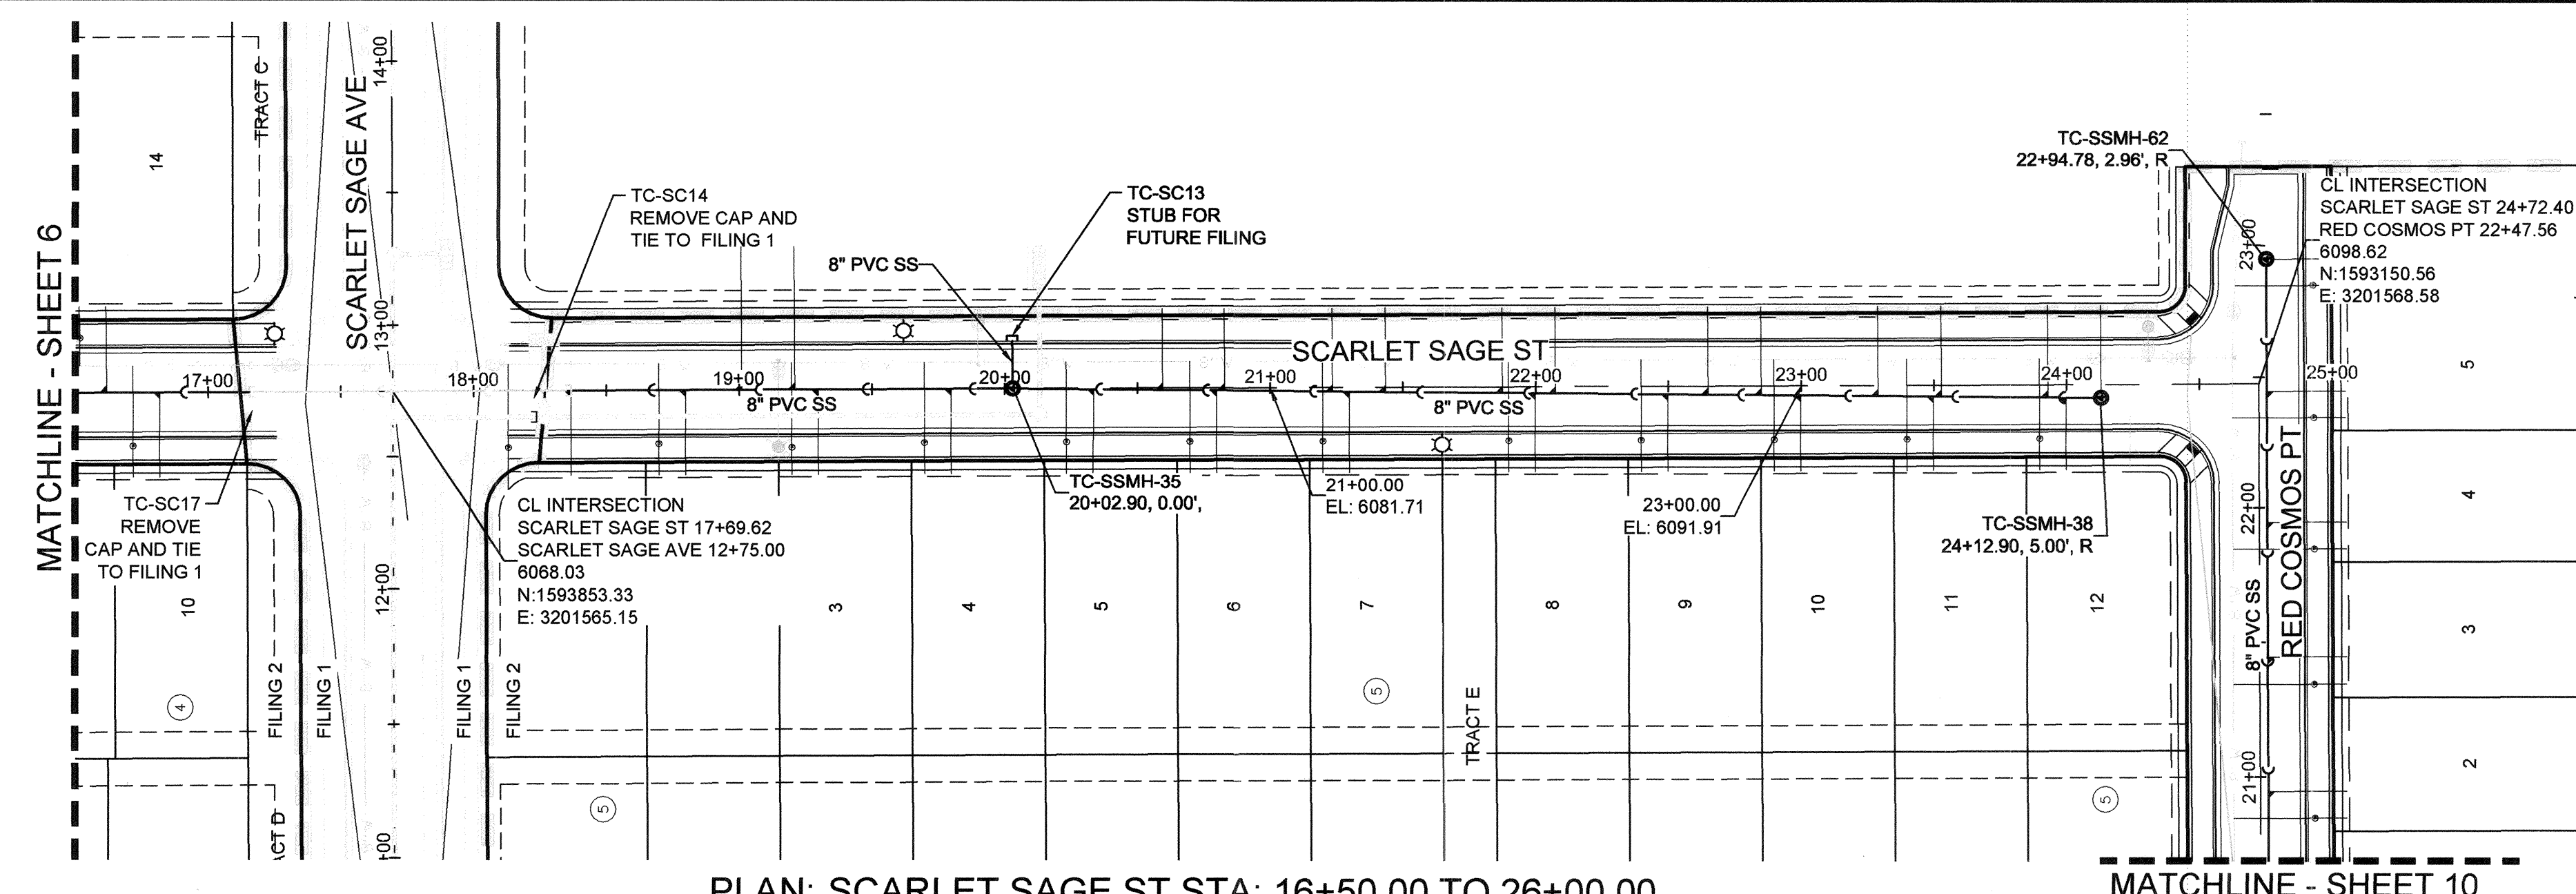 MATCHLINE - SHEET 6
14
TRACT C
SCARLET SAGE AVE
14+00
13+00
12+00
+00
17+00
18+00
19+00
20+00
21+00
22+00
23+00
24+00
25+00
TC-SC14
REMOVE CAP AND
TIE TO FILING 1
8" PVC SS
TC-SC13
STUB FOR
FUTURE FILING
SCARLET SAGE ST
8" PVC SS
8" PVC SS
TC-SSMH-62
22+94.78, 2.96', R
CL INTERSECTION
SCARLET SAGE ST 24+72.40
RED COSMOS PT 22+47.56
6098.62
N:1593150.56
E: 3201568.58
23+00
22+00
21+00
RED COSMOS PT
8" PVC SS
TC-SC17
REMOVE
CAP AND TIE
TO FILING 1
10
4
FILING 2
FILING 1
FILING 1
FILING 2
ACT D
CL INTERSECTION
SCARLET SAGE ST 17+69.62
SCARLET SAGE AVE 12+75.00
6068.03
N:1593853.33
E: 3201565.15
TC-SSMH-35
20+02.90, 0.00',
21+00.00
EL: 6081.71
23+00.00
EL: 6091.91
TC-SSMH-38
24+12.90, 5.00', R
3
4
5
6
7
8
9
10
11
12
5
TRACT E
5
5
5
4
3
2
PLAN: SCARLET SAGE ST STA: 16+50.00 TO 26+00.00
MATCHLINE - SHEET 10